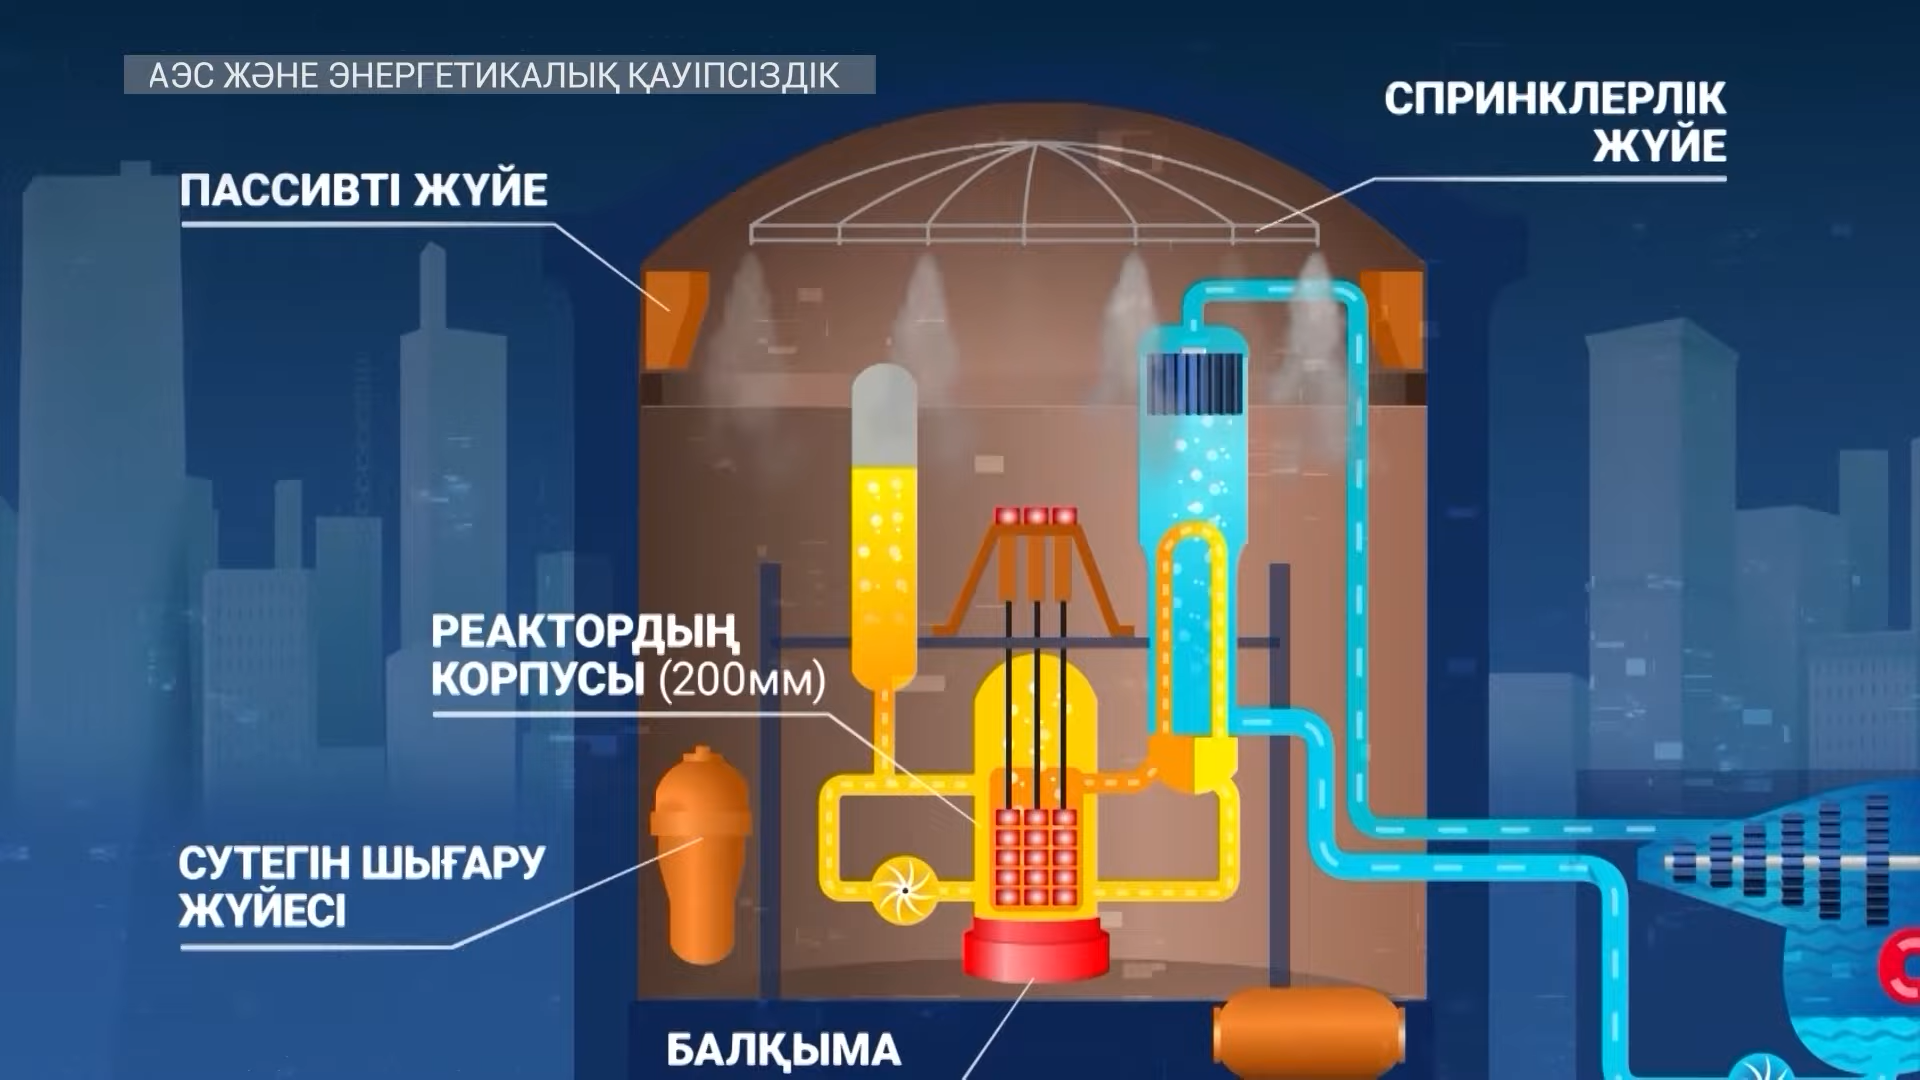 АЭС ЖӘНЕ ЭНЕРГЕТИКАЛЫҚ ҚАУІПСІЗДІК
СПРИНКЛЕРЛІК
ЖҮЙЕ
ПАССИВТІ ЖҮЙЕ
РЕАКТОРДЫҢ
КОРПУСЫ (200мм)
СУТЕГІН ШЫҒАРУ
ЖҮЙЕСІ
БАЛҚЫМА